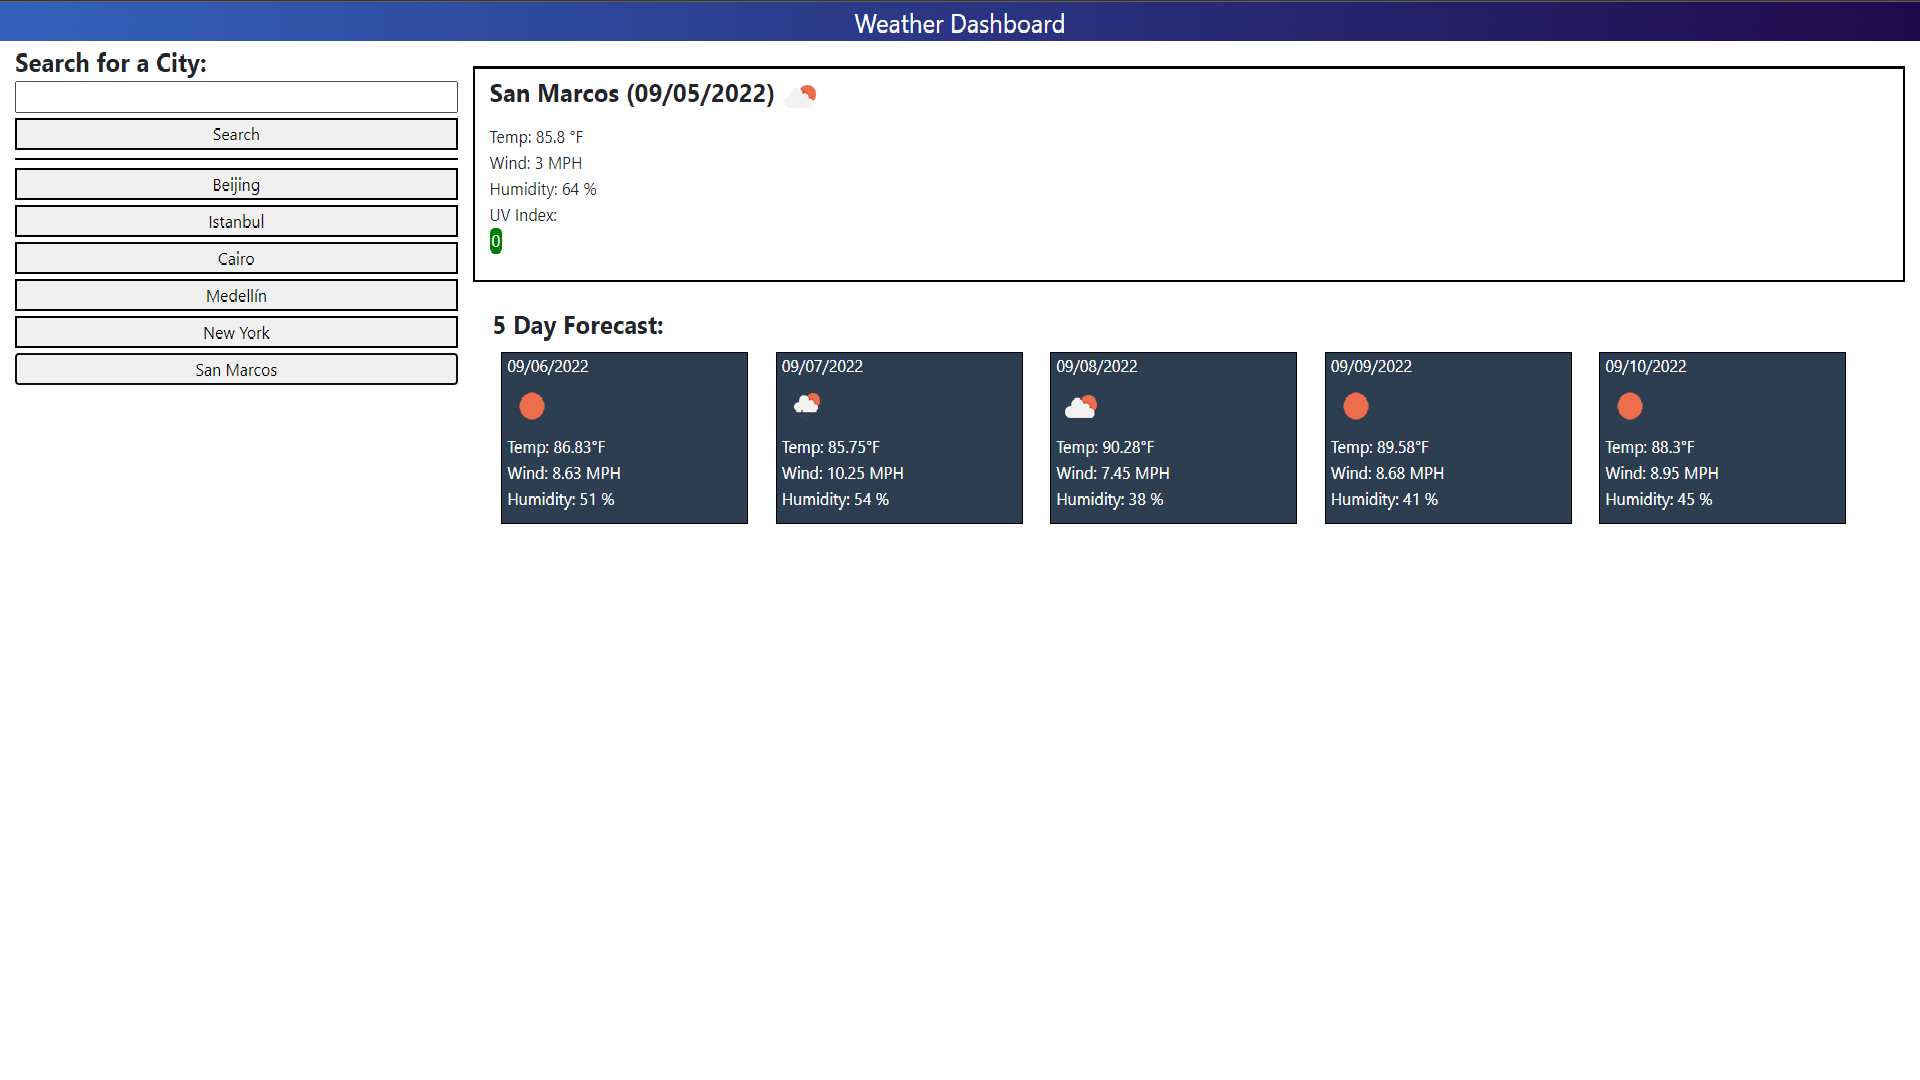 Weather Dashboard
Search for a City:
Search
Beijing
Istanbul
Cairo
Medellín
New York
San Marcos
San Marcos (09/05/2022)
Temp: 85.8 °F
Wind: 3 MPH
Humidity: 64 %
UV Index:
0
5 Day Forecast:
09/06/2022
Temp: 86.83°F
Wind: 8.63 MPH
Humidity: 51 %
09/07/2022
Temp: 85.75°F
Wind: 10.25 MPH
Humidity: 54 %
09/08/2022
Temp: 90.28°F
Wind: 7.45 MPH
Humidity: 38 %
09/09/2022
Temp: 89.58°F
Wind: 8.68 MPH
Humidity: 41 %
09/10/2022
Temp: 88.3°F
Wind: 8.95 MPH
Humidity: 45 %